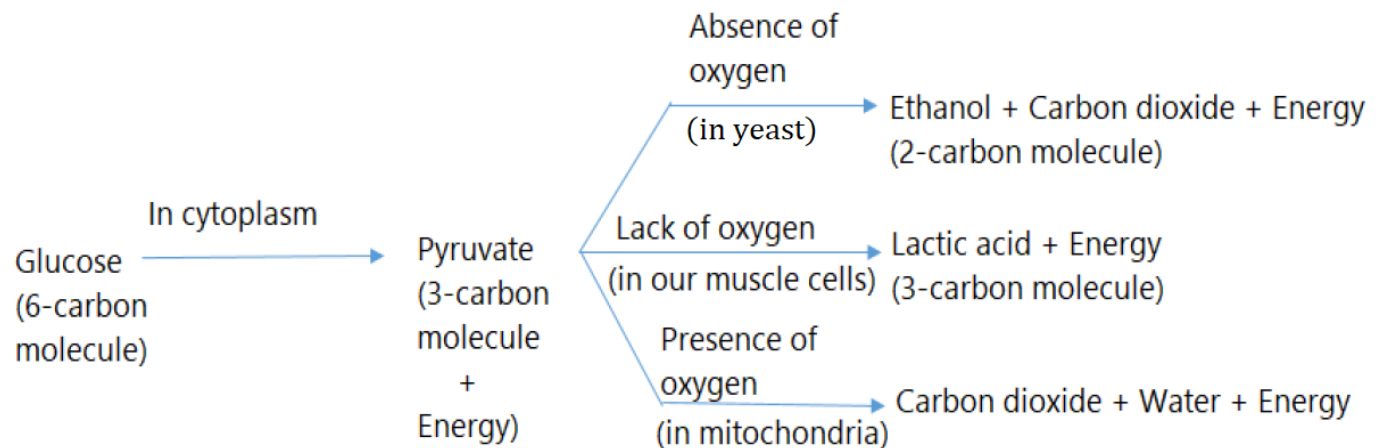 Absence of
oxygen
(in yeast)
Ethanol + Carbon dioxide + Energy
(2-carbon molecule)
In cytoplasm
Glucose
(6-carbon
molecule)
Pyruvate
(3-carbon
molecule
+
Energy)
Lack of oxygen
(in our muscle cells)
Lactic acid + Energy
(3-carbon molecule)
Presence of
oxygen
(in mitochondria)
Carbon dioxide + Water + Energy